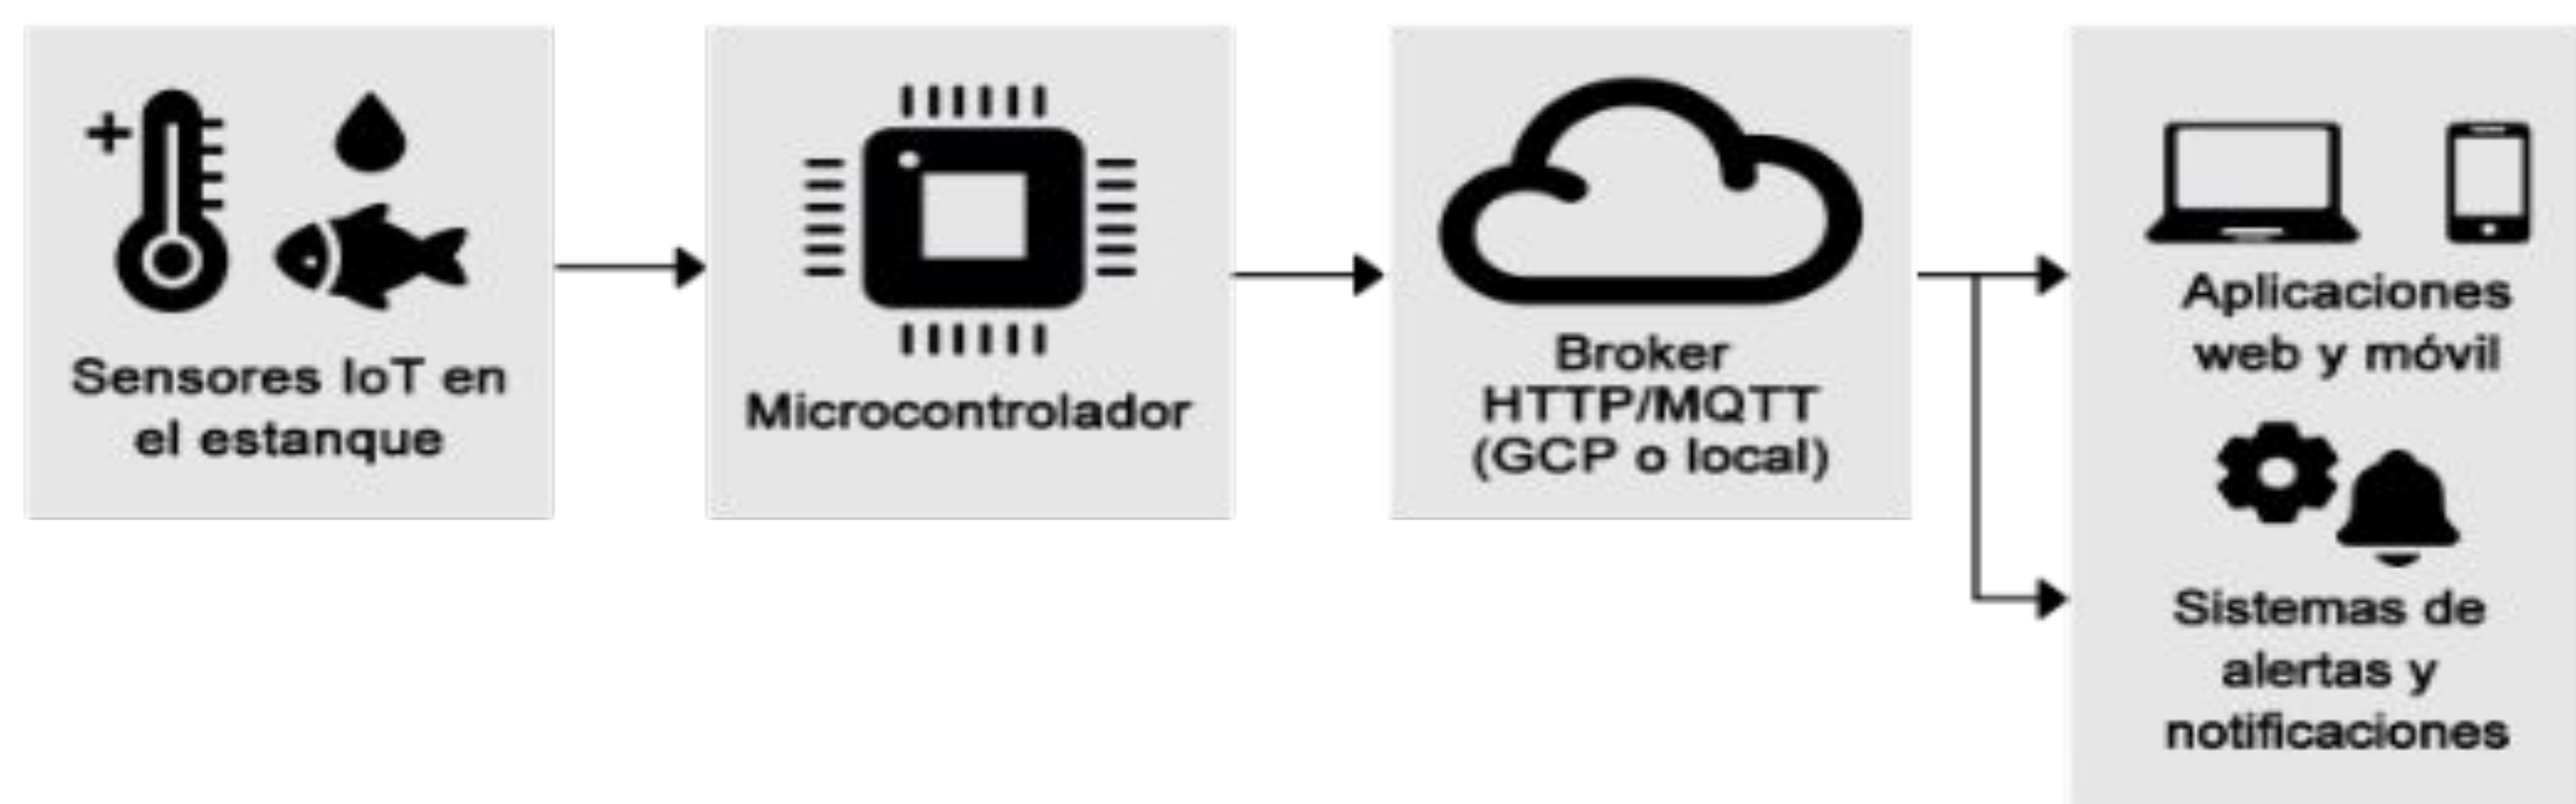 Sensores IoT en
el estanque
Microcontrolador
Broker
HTTP/MQTT
(GCP o local)
Aplicaciones
web y móvil
Sistemas de
alertas y
notificaciones